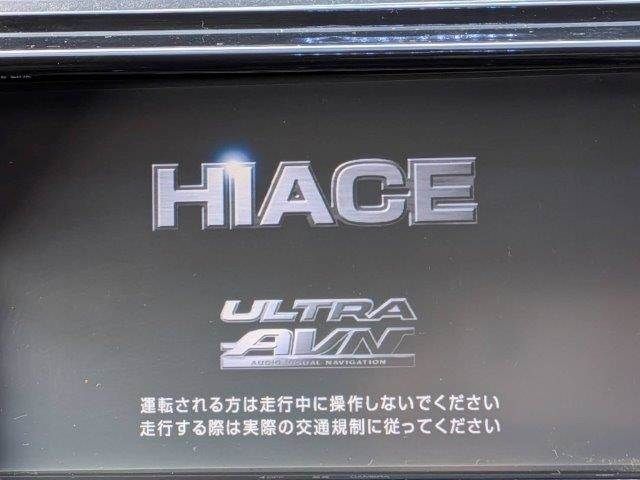 HIACE
ULTRA
AVN
AUDIO VISUAL NAVIGATION
運転される方は走行中に操作しないでください
走行する際は実際の交通規制に従ってください